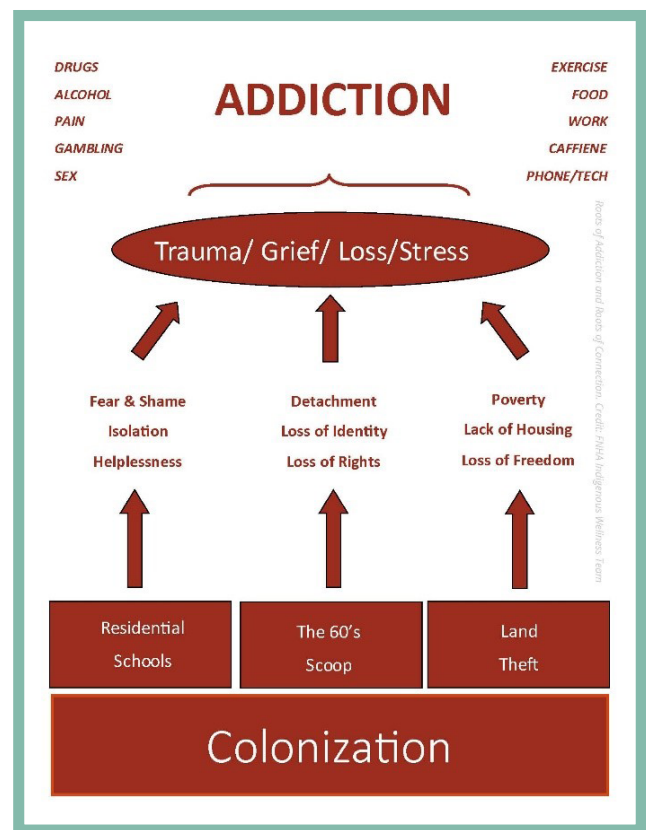 DRUGS
ALCOHOL
PAIN
GAMBLING
SEX
ADDICTION
EXERCISE
FOOD
WORK
CAFFIENE
PHONE/TECH
Trauma/ Grief/ Loss/Stress
Fear & Shame
Isolation
Helplessness
Detachment
Loss of Identity
Loss of Rights
Poverty
Lack of Housing
Loss of Freedom
Residential
Schools
The 60's
Scoop
Land
Theft
Colonization
Roots of Addiction and Roots of Connection. Credit: FNHA Indigenous Wellness Team